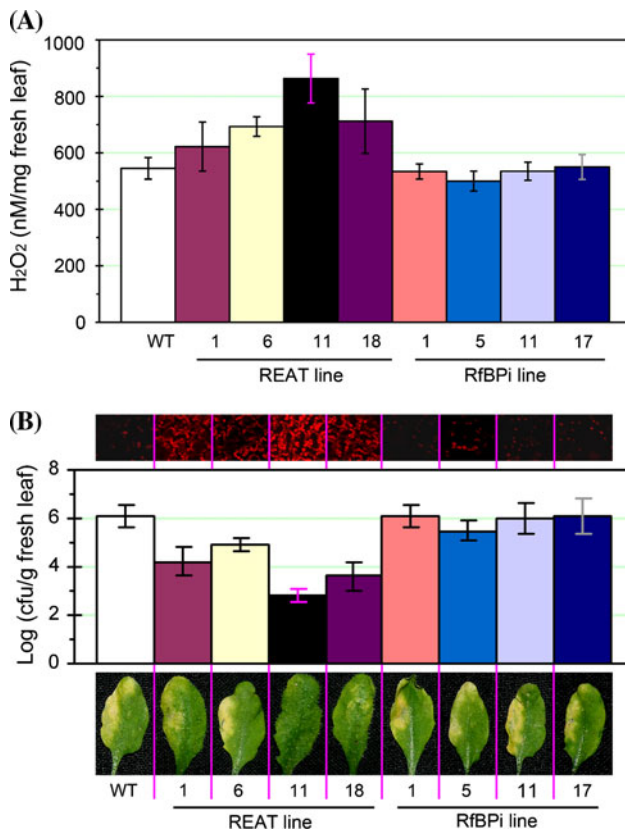 (A)
H₂O₂ (nM/mg fresh leaf)
1000
800
600
400
200
0
WT 1 6 11 18 1 5 11 17
REAT line RfBPi line
(B)
Log (cfu/g fresh leaf)
8
6
4
2
0
WT 1 6 11 18 1 5 11 17
REAT line RfBPi line